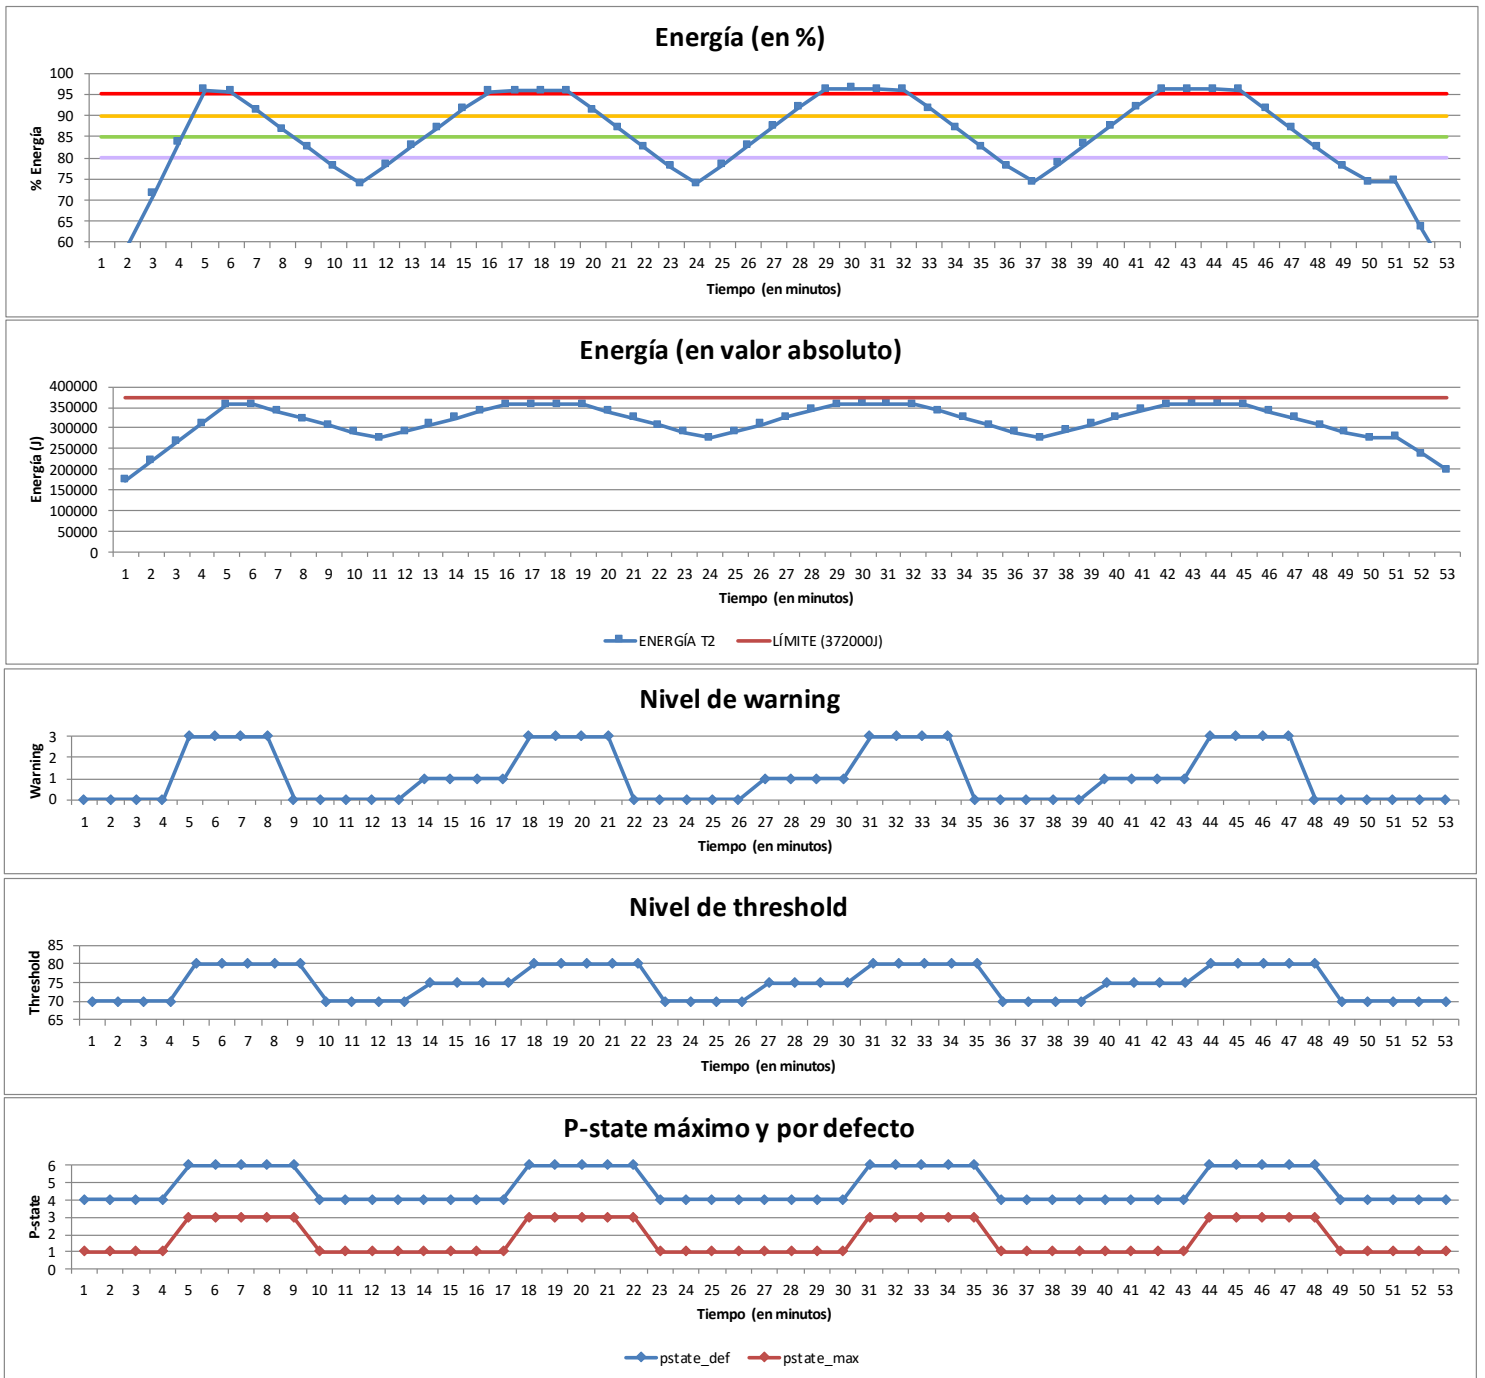 Energía (en %)
% Energía
100
95
90
85
80
75
70
65
60
1 2 3 4 5 6 7 8 9 10 11 12 13 14 15 16 17 18 19 20 21 22 23 24 25 26 27 28 29 30 31 32 33 34 35 36 37 38 39 40 41 42 43 44 45 46 47 48 49 50 51 52 53
Tiempo (en minutos)
Energía (en valor absoluto)
Energía (J)
400000
350000
300000
250000
200000
150000
100000
50000
0
1 2 3 4 5 6 7 8 9 10 11 12 13 14 15 16 17 18 19 20 21 22 23 24 25 26 27 28 29 30 31 32 33 34 35 36 37 38 39 40 41 42 43 44 45 46 47 48 49 50 51 52 53
Tiempo (en minutos)
ENERGÍA T2 LÍMITE (372000J)
Nivel de warning
Warning
3
2
1
0
1 2 3 4 5 6 7 8 9 10 11 12 13 14 15 16 17 18 19 20 21 22 23 24 25 26 27 28 29 30 31 32 33 34 35 36 37 38 39 40 41 42 43 44 45 46 47 48 49 50 51 52 53
Tiempo (en minutos)
Nivel de threshold
Threshold
85
80
75
70
65
1 2 3 4 5 6 7 8 9 10 11 12 13 14 15 16 17 18 19 20 21 22 23 24 25 26 27 28 29 30 31 32 33 34 35 36 37 38 39 40 41 42 43 44 45 46 47 48 49 50 51 52 53
Tiempo (en minutos)
P-state máximo y por defecto
P-state
6
5
4
3
2
1
0
1 2 3 4 5 6 7 8 9 10 11 12 13 14 15 16 17 18 19 20 21 22 23 24 25 26 27 28 29 30 31 32 33 34 35 36 37 38 39 40 41 42 43 44 45 46 47 48 49 50 51 52 53
Tiempo (en minutos)
pstate_def pstate_max